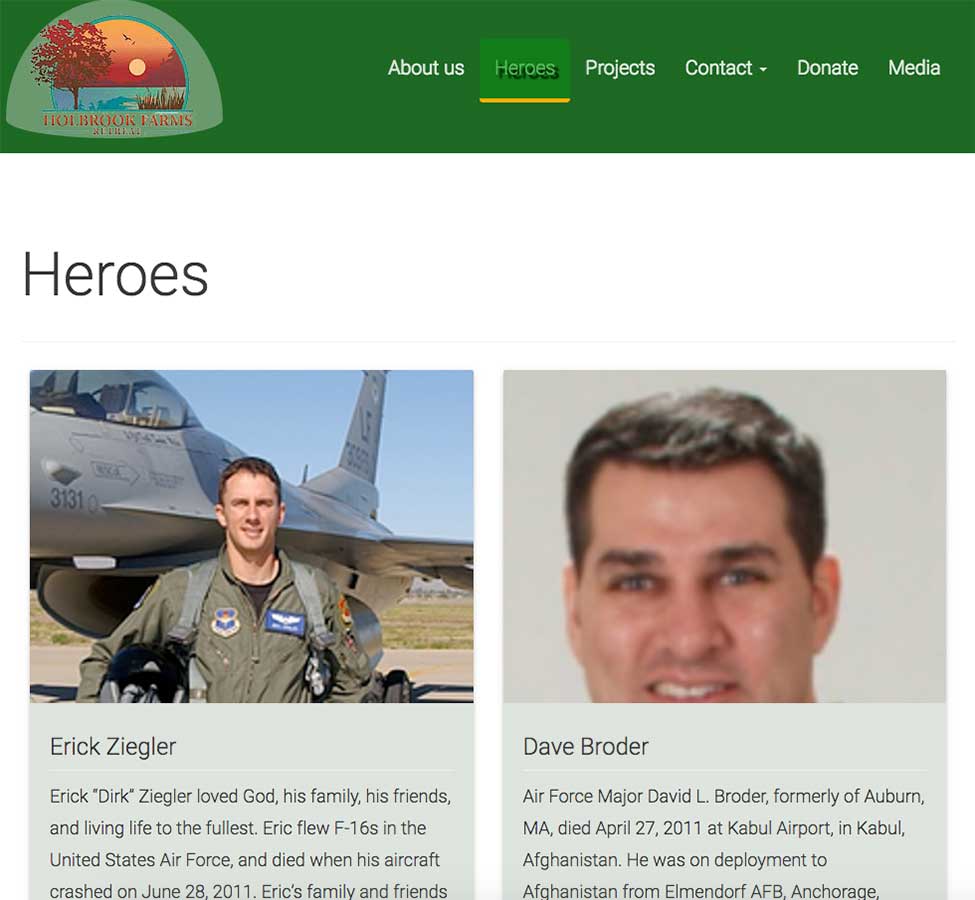 HOLBROOK FARMS
RETREAT
About us
Heroes
Projects
Contact
Donate
Media
Heroes
LF
3131
Erick Ziegler
Erick “Dirk” Ziegler loved God, his family, his friends,
and living life to the fullest. Eric flew F-16s in the
United States Air Force, and died when his aircraft
crashed on June 28, 2011. Eric’s family and friends
Dave Broder
Air Force Major David L. Broder, formerly of Auburn,
MA, died April 27, 2011 at Kabul Airport, in Kabul,
Afghanistan. He was on deployment to
Afghanistan from Elmendorf AFB, Anchorage,